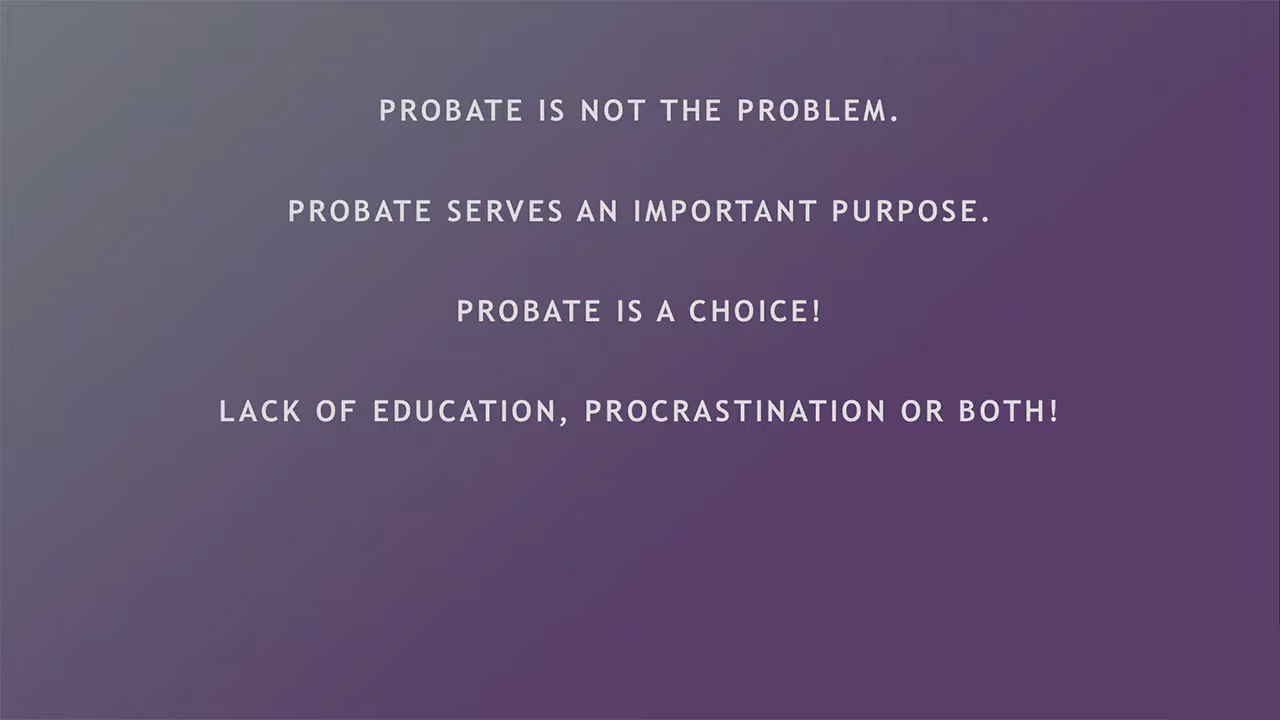 PROBATE IS NOT THE PROBLEM.
PROBATE SERVES AN IMPORTANT PURPOSE.
PROBATE IS A CHOICE!
LACK OF EDUCATION, PROCRASTINATION OR BOTH!